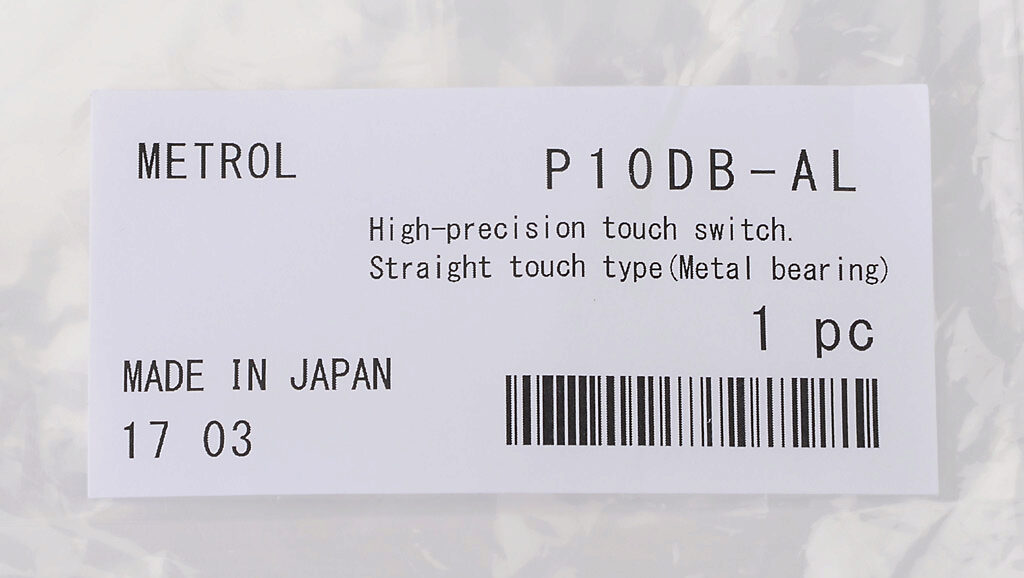 METROL
P10DB-AL
High-precision touch switch.
Straight touch type(Metal bearing)
1 pc
MADE IN JAPAN
17 03